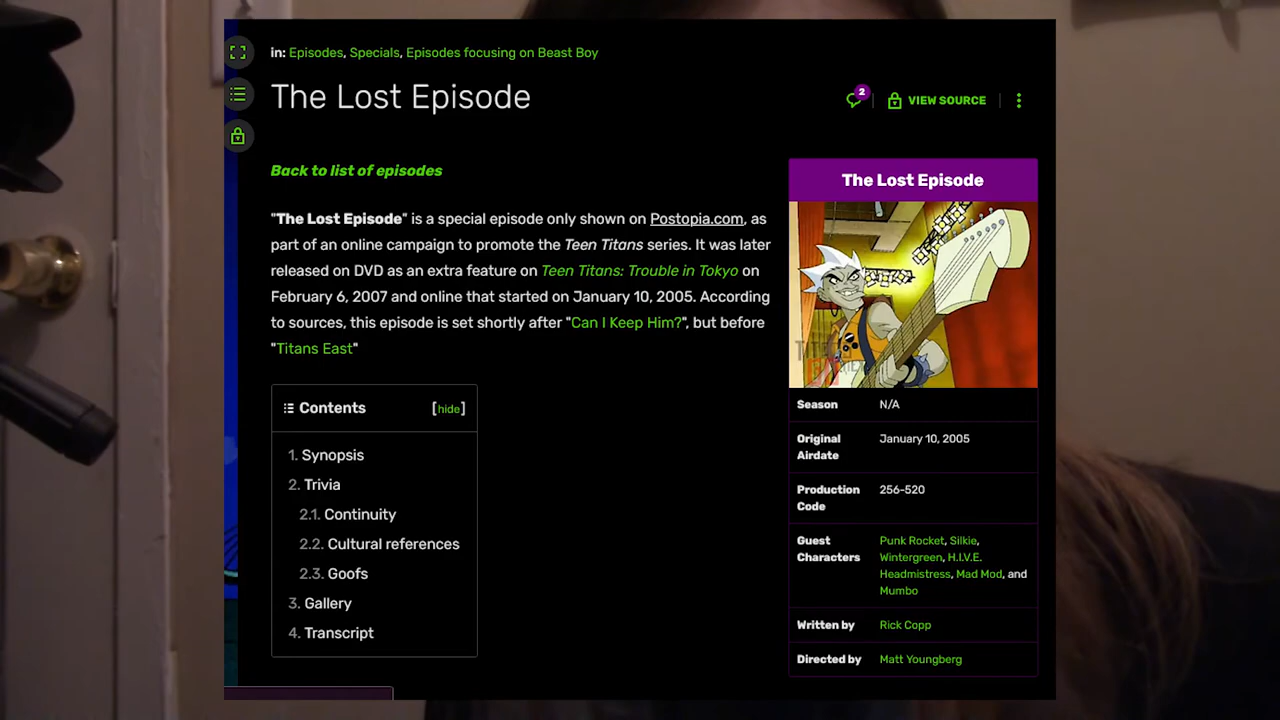 in: Episodes, Specials, Episodes focusing on Beast Boy
The Lost Episode
2
VIEW SOURCE
Back to list of episodes
"The Lost Episode" is a special episode only shown on Postopia.com, as
part of an online campaign to promote the Teen Titans series. It was later
released on DVD as an extra feature on Teen Titans: Trouble in Tokyo on
February 6, 2007 and online that started on January 10, 2005. According
to sources, this episode is set shortly after "Can I Keep Him?", but before
"Titans East"
Contents [hide]
1. Synopsis
2. Trivia
2.1. Continuity
2.2. Cultural references
2.3. Goofs
3. Gallery
4. Transcript
The Lost Episode
Season N/A
Original January 10, 2005
Airdate
Production 256-520
Code
Guest Punk Rocket, Silkie,
Characters Wintergreen, H.I.V.E.
Headmistress, Mad Mod, and
Mumbo
Written by Rick Copp
Directed by Matt Youngberg